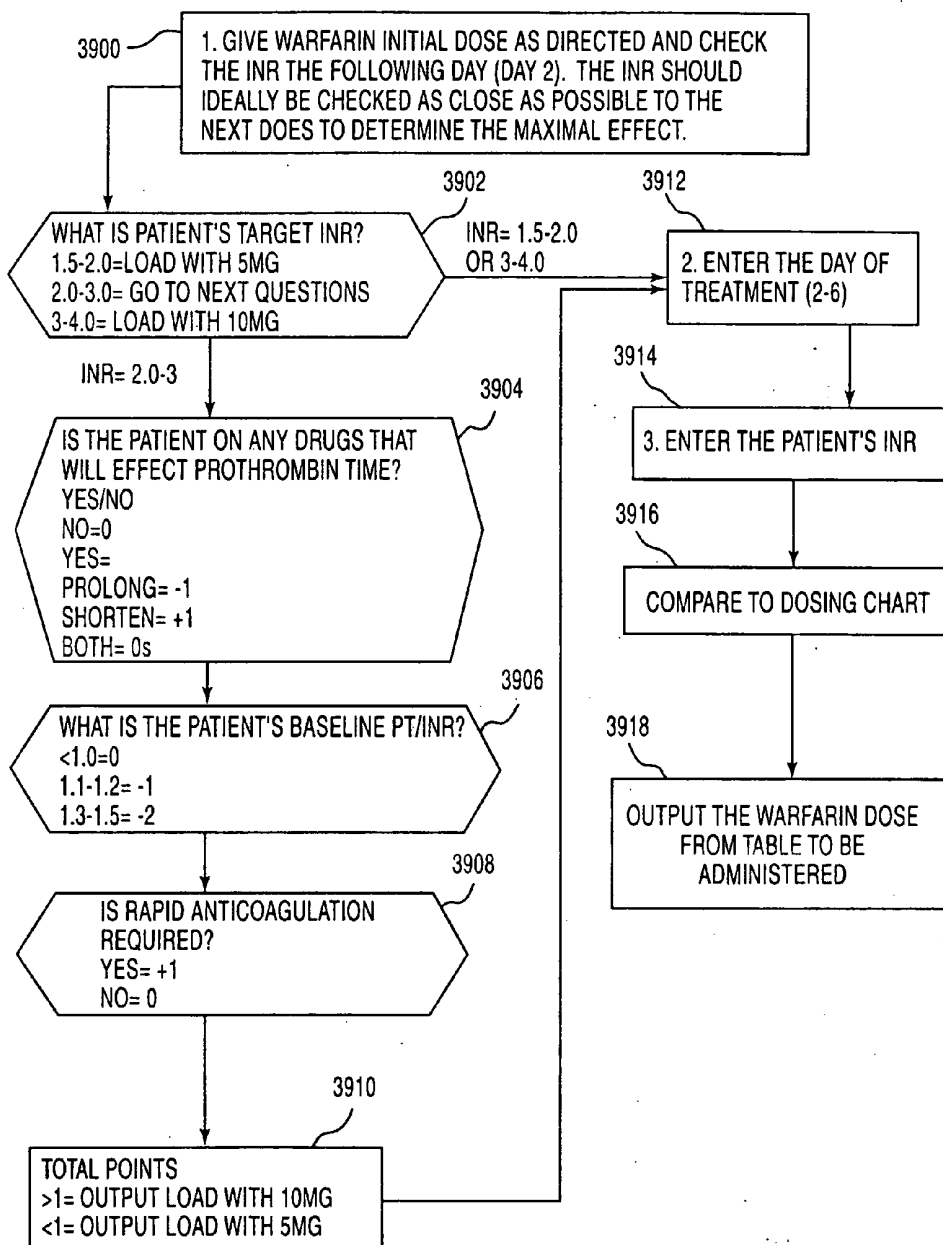 3900
1. GIVE WARFARIN INITIAL DOSE AS DIRECTED AND CHECK
THE INR THE FOLLOWING DAY (DAY 2). THE INR SHOULD
IDEALLY BE CHECKED AS CLOSE AS POSSIBLE TO THE
NEXT DOES TO DETERMINE THE MAXIMAL EFFECT.
3902
WHAT IS PATIENT'S TARGET INR?
1.5-2.0=LOAD WITH 5MG
2.0-3.0= GO TO NEXT QUESTIONS
3-4.0= LOAD WITH 10MG
INR= 1.5-2.0
OR 3-4.0
INR= 2.0-3
3904
IS THE PATIENT ON ANY DRUGS THAT
WILL EFFECT PROTHROMBIN TIME?
YES/NO
NO=0
YES=
PROLONG= -1
SHORTEN= +1
BOTH= 0s
3906
WHAT IS THE PATIENT'S BASELINE PT/INR?
<1.0=0
1.1-1.2= -1
1.3-1.5= -2
3908
IS RAPID ANTICOAGULATION
REQUIRED?
YES= +1
NO= 0
3910
TOTAL POINTS
>1= OUTPUT LOAD WITH 10MG
<1= OUTPUT LOAD WITH 5MG
3912
2. ENTER THE DAY OF
TREATMENT (2-6)
3914
3. ENTER THE PATIENT'S INR
3916
COMPARE TO DOSING CHART
3918
OUTPUT THE WARFARIN DOSE
FROM TABLE TO BE
ADMINISTERED